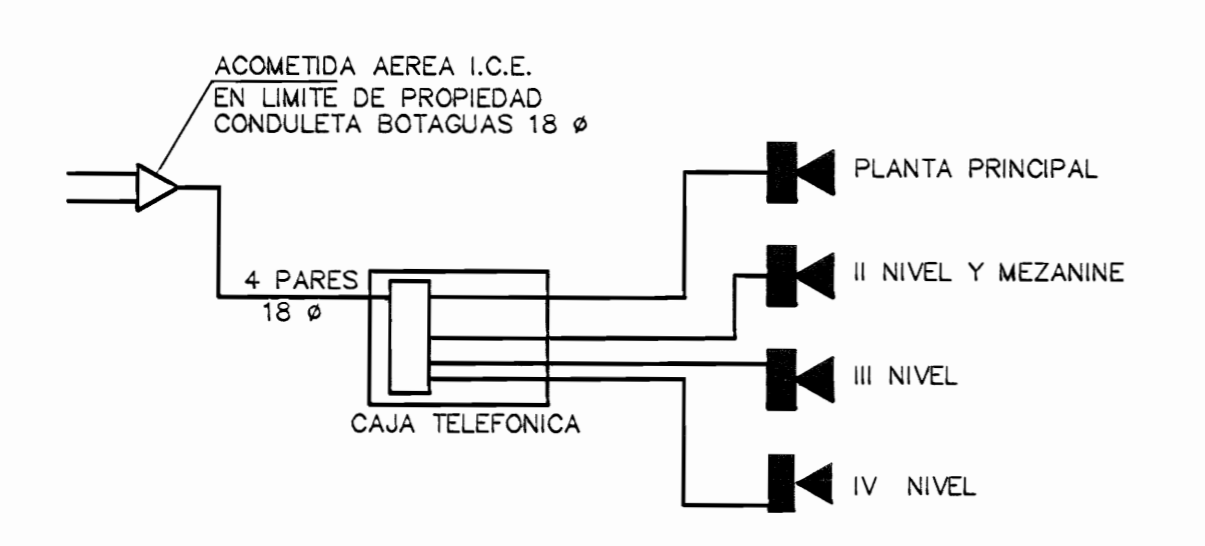 ACOMETIDA AEREA I.C.E.
EN LIMITE DE PROPIEDAD
CONDULETA BOTAGUAS 18 ø
PLANTA PRINCIPAL
II NIVEL Y MEZANINE
4 PARES
18 ø
III NIVEL
CAJA TELEFONICA
IV NIVEL